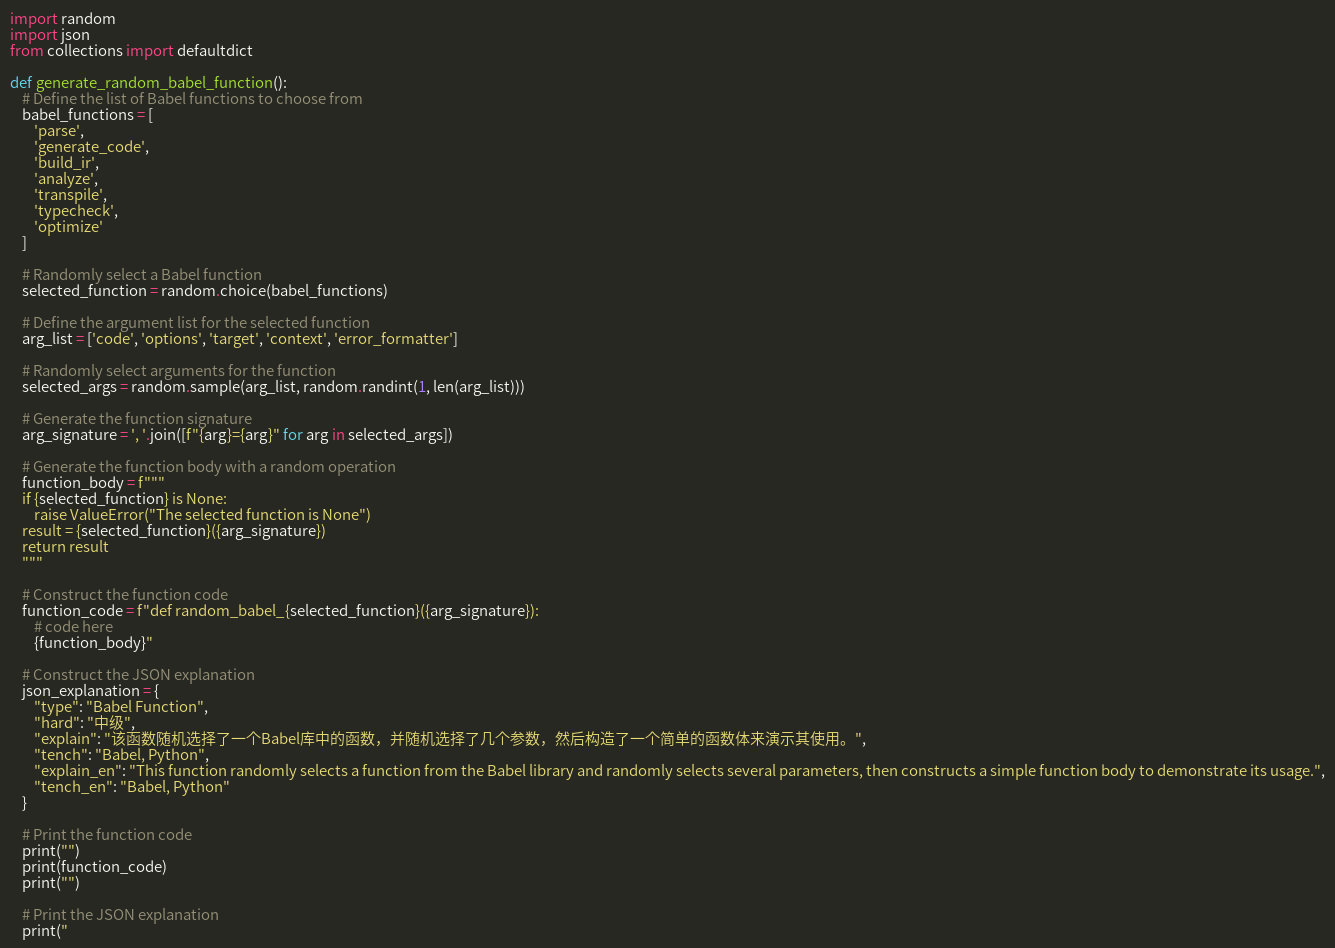 import random
import json
from collections import defaultdict

def generate_random_babel_function():
    # Define the list of Babel functions to choose from
    babel_functions = [
        'parse',
        'generate_code',
        'build_ir',
        'analyze',
        'transpile',
        'typecheck',
        'optimize'
    ]

    # Randomly select a Babel function
    selected_function = random.choice(babel_functions)

    # Define the argument list for the selected function
    arg_list = ['code', 'options', 'target', 'context', 'error_formatter']

    # Randomly select arguments for the function
    selected_args = random.sample(arg_list, random.randint(1, len(arg_list)))

    # Generate the function signature
    arg_signature = ', '.join([f"{arg}={arg}" for arg in selected_args])

    # Generate the function body with a random operation
    function_body = f"""
    if {selected_function} is None:
        raise ValueError("The selected function is None")
    result = {selected_function}({arg_signature})
    return result
    """

    # Construct the function code
    function_code = f"def random_babel_{selected_function}({arg_signature}):
        # code here
        {function_body}"

    # Construct the JSON explanation
    json_explanation = {
        "type": "Babel Function",
        "hard": "中级",
        "explain": "该函数随机选择了一个Babel库中的函数，并随机选择了几个参数，然后构造了一个简单的函数体来演示其使用。",
        "tench": "Babel, Python",
        "explain_en": "This function randomly selects a function from the Babel library and randomly selects several parameters, then constructs a simple function body to demonstrate its usage.",
        "tench_en": "Babel, Python"
    }

    # Print the function code
    print("")
    print(function_code)
    print("")

    # Print the JSON explanation
    print("